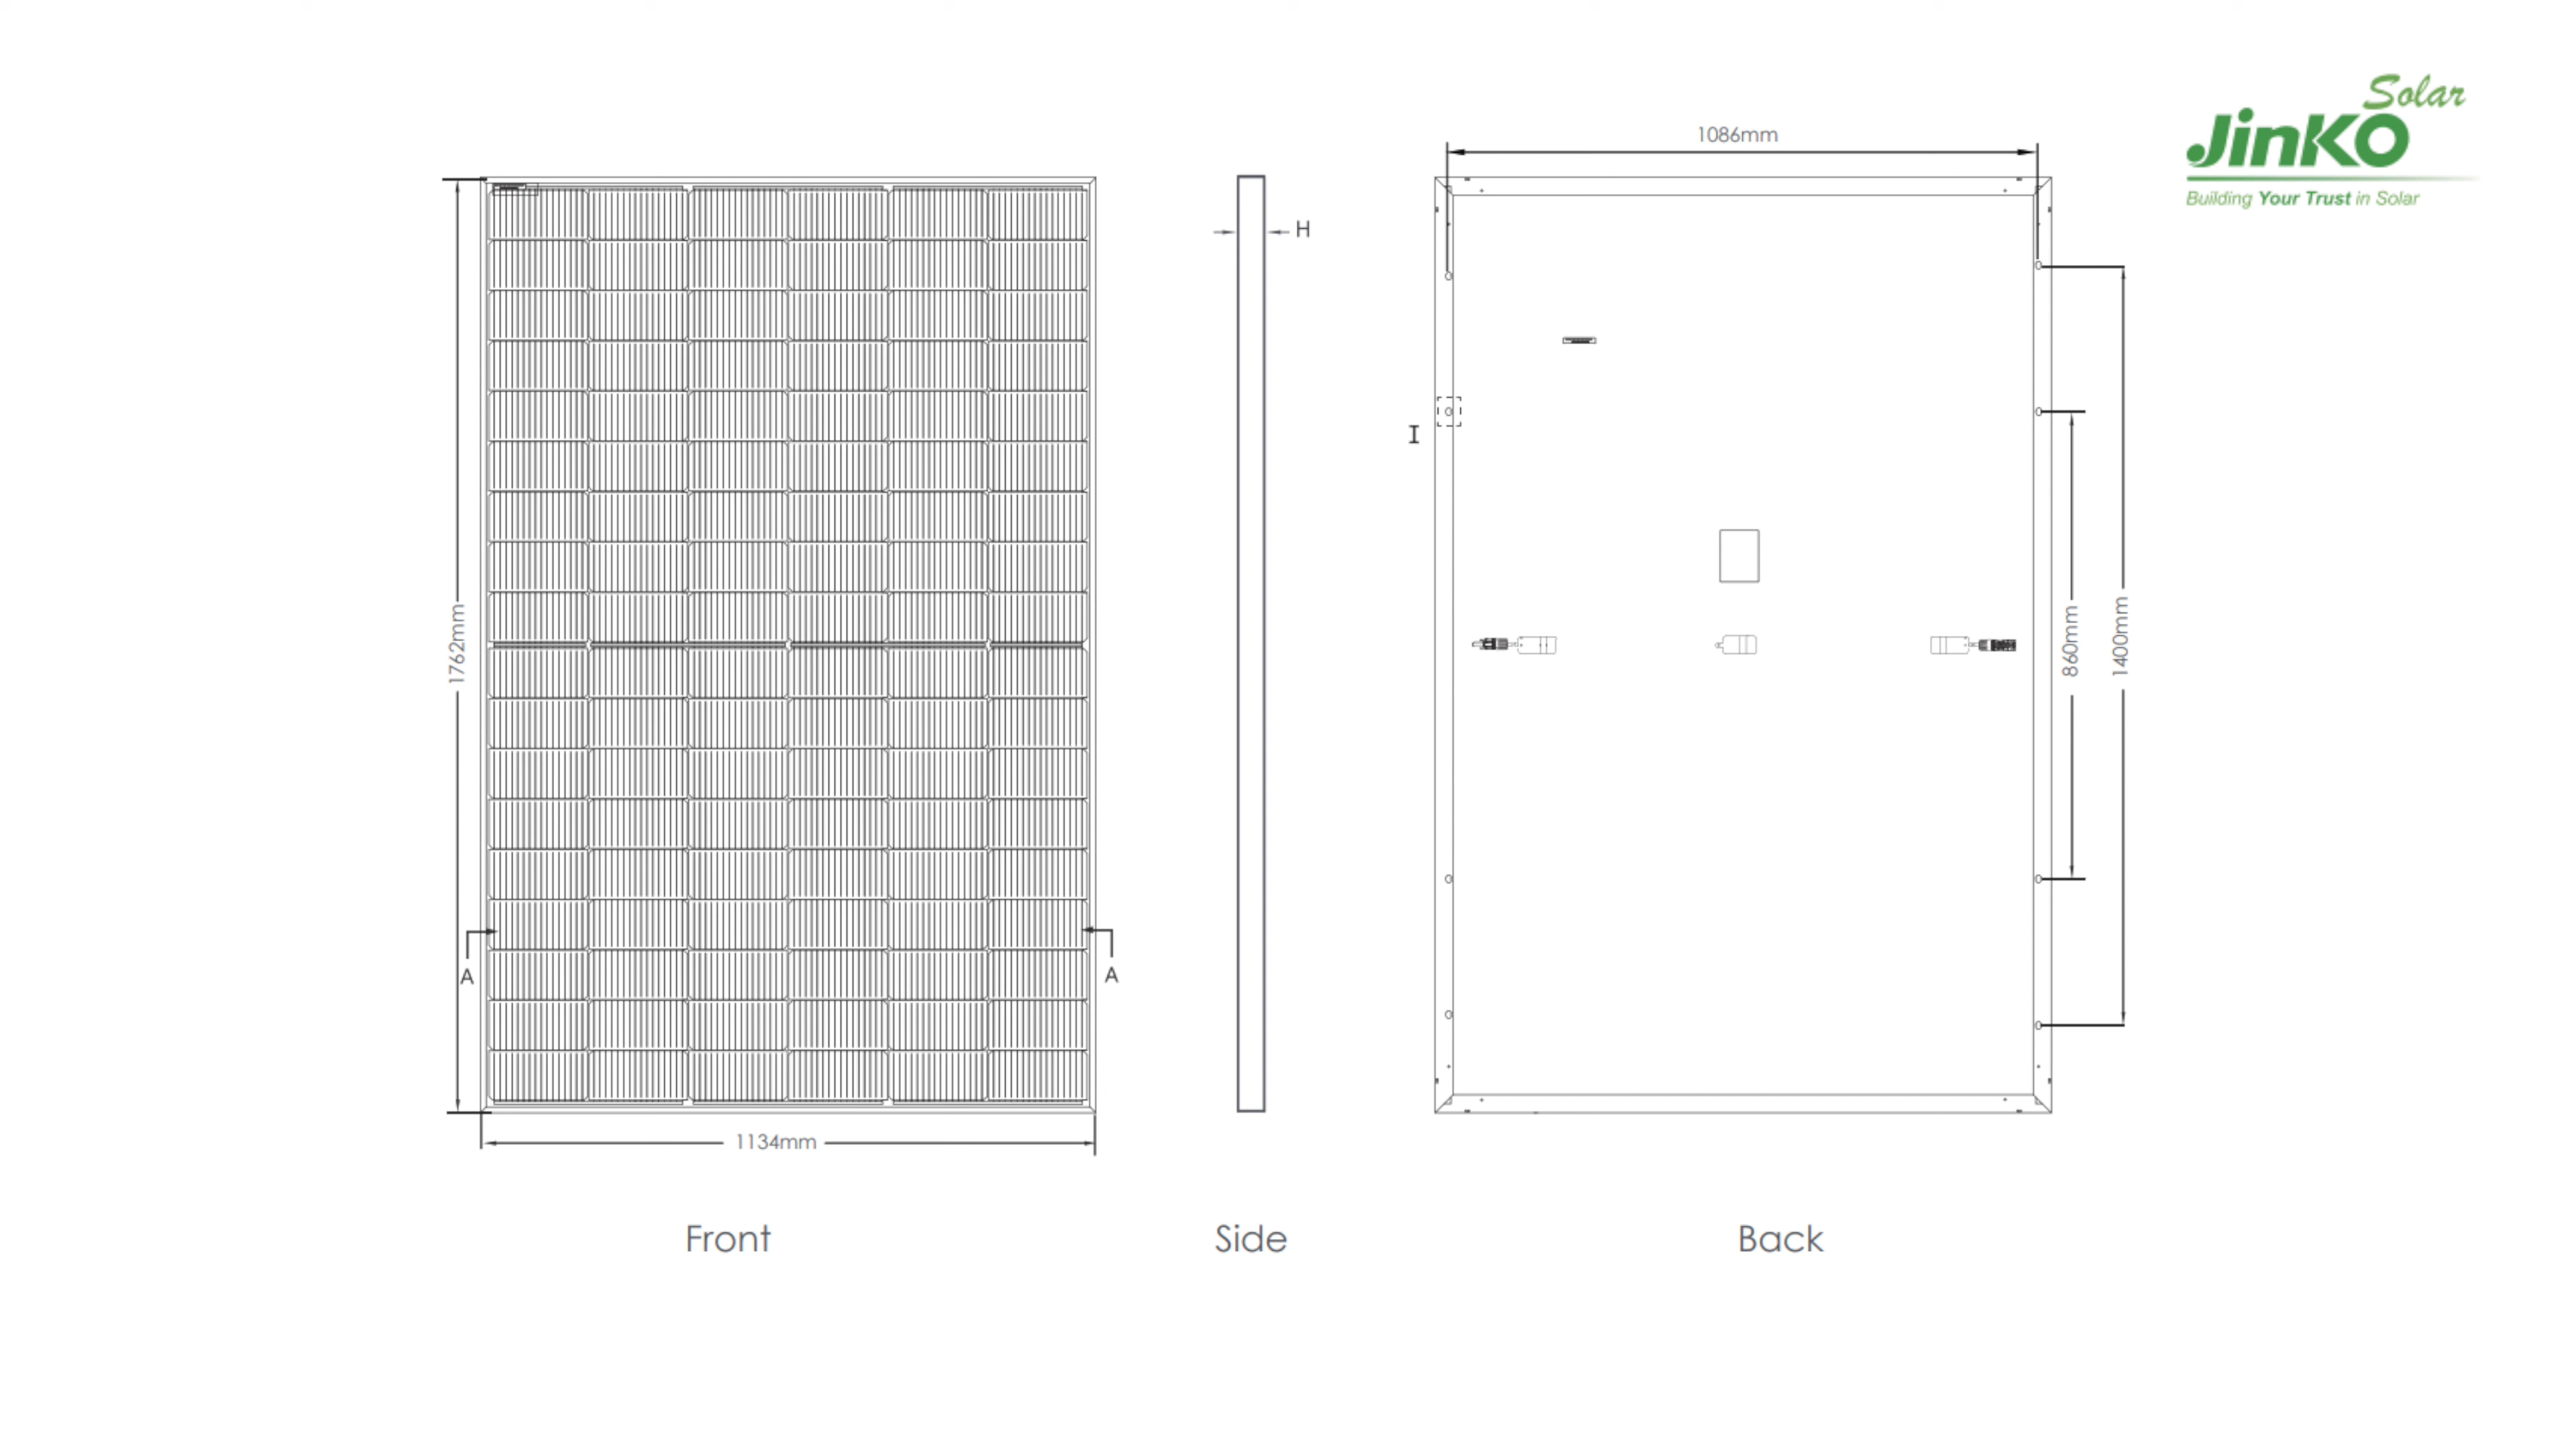 Solar
JinKO
Building Your Trust in Solar
1086mm
H
I
1762mm
860mm
1400mm
A
A
1134mm
Front
Side
Back